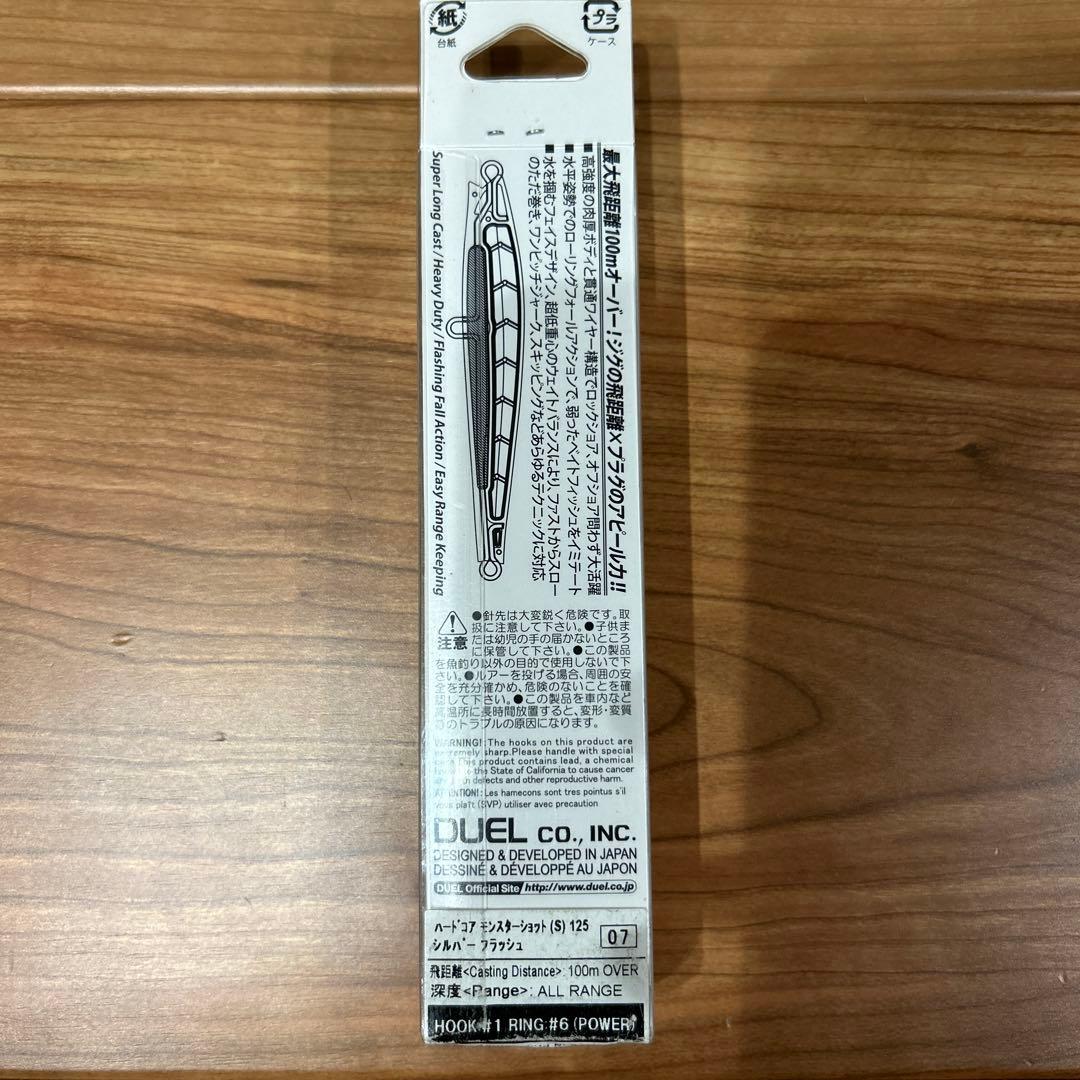 紙
台紙
プラ
ケース
最大飛距離100mオーバー！ジグの飛距離×プラグのアピール力!!
■高強度の肉厚ボディと貫通ワイヤー構造でロックショア、オフショア問わず大活躍
■水平姿勢でのローリングフォールアクションで、弱ったベイトフィッシュをイミテート
■水を掴むフェイスデザイン、超低重心のウェイトバランスにより、ファストからスロー
のただ巻き、ワンピッチジャーク、スキッピングなどあらゆるテクニックに対応
Super Long Cast / Heavy Duty / Flashing Fall Action / Easy Range Keeping
注意
●針先は大変鋭く危険です。取
扱に注意して下さい。●子供ま
たは幼児の手の届かないところ
に保管して下さい。●この製品
を魚釣り以外の目的で使用しないで下
さい。●ルアーを投げる場合、周囲の安
全を充分確かめ、危険のないことを確
認して下さい。●この製品を車内など
高温所に長時間放置すると、変形・変質
等のトラブルの原因になります。
WARNING!:The hooks on this product are
extremely sharp.Please handle with special
care.This product contains lead, a chemical
known to the State of California to cause cancer
and birth defects and other reproductive harm.
ATTENTION!:Les hamecons sont tres pointus s'il
vous plaît (SVP) utiliser avec precaution
DUEL CO., INC.
DESIGNED & DEVELOPED IN JAPAN
DESSINÉ & DÉVELOPPÉ AU JAPON
DUEL Official Site http://www.duel.co.jp
ハードコア モンスターショット (S) 125
シルバー フラッシュ
07
飛距離<Casting Distance>: 100m OVER
深度<Range>: ALL RANGE
HOOK #1 RING #6 (POWER)